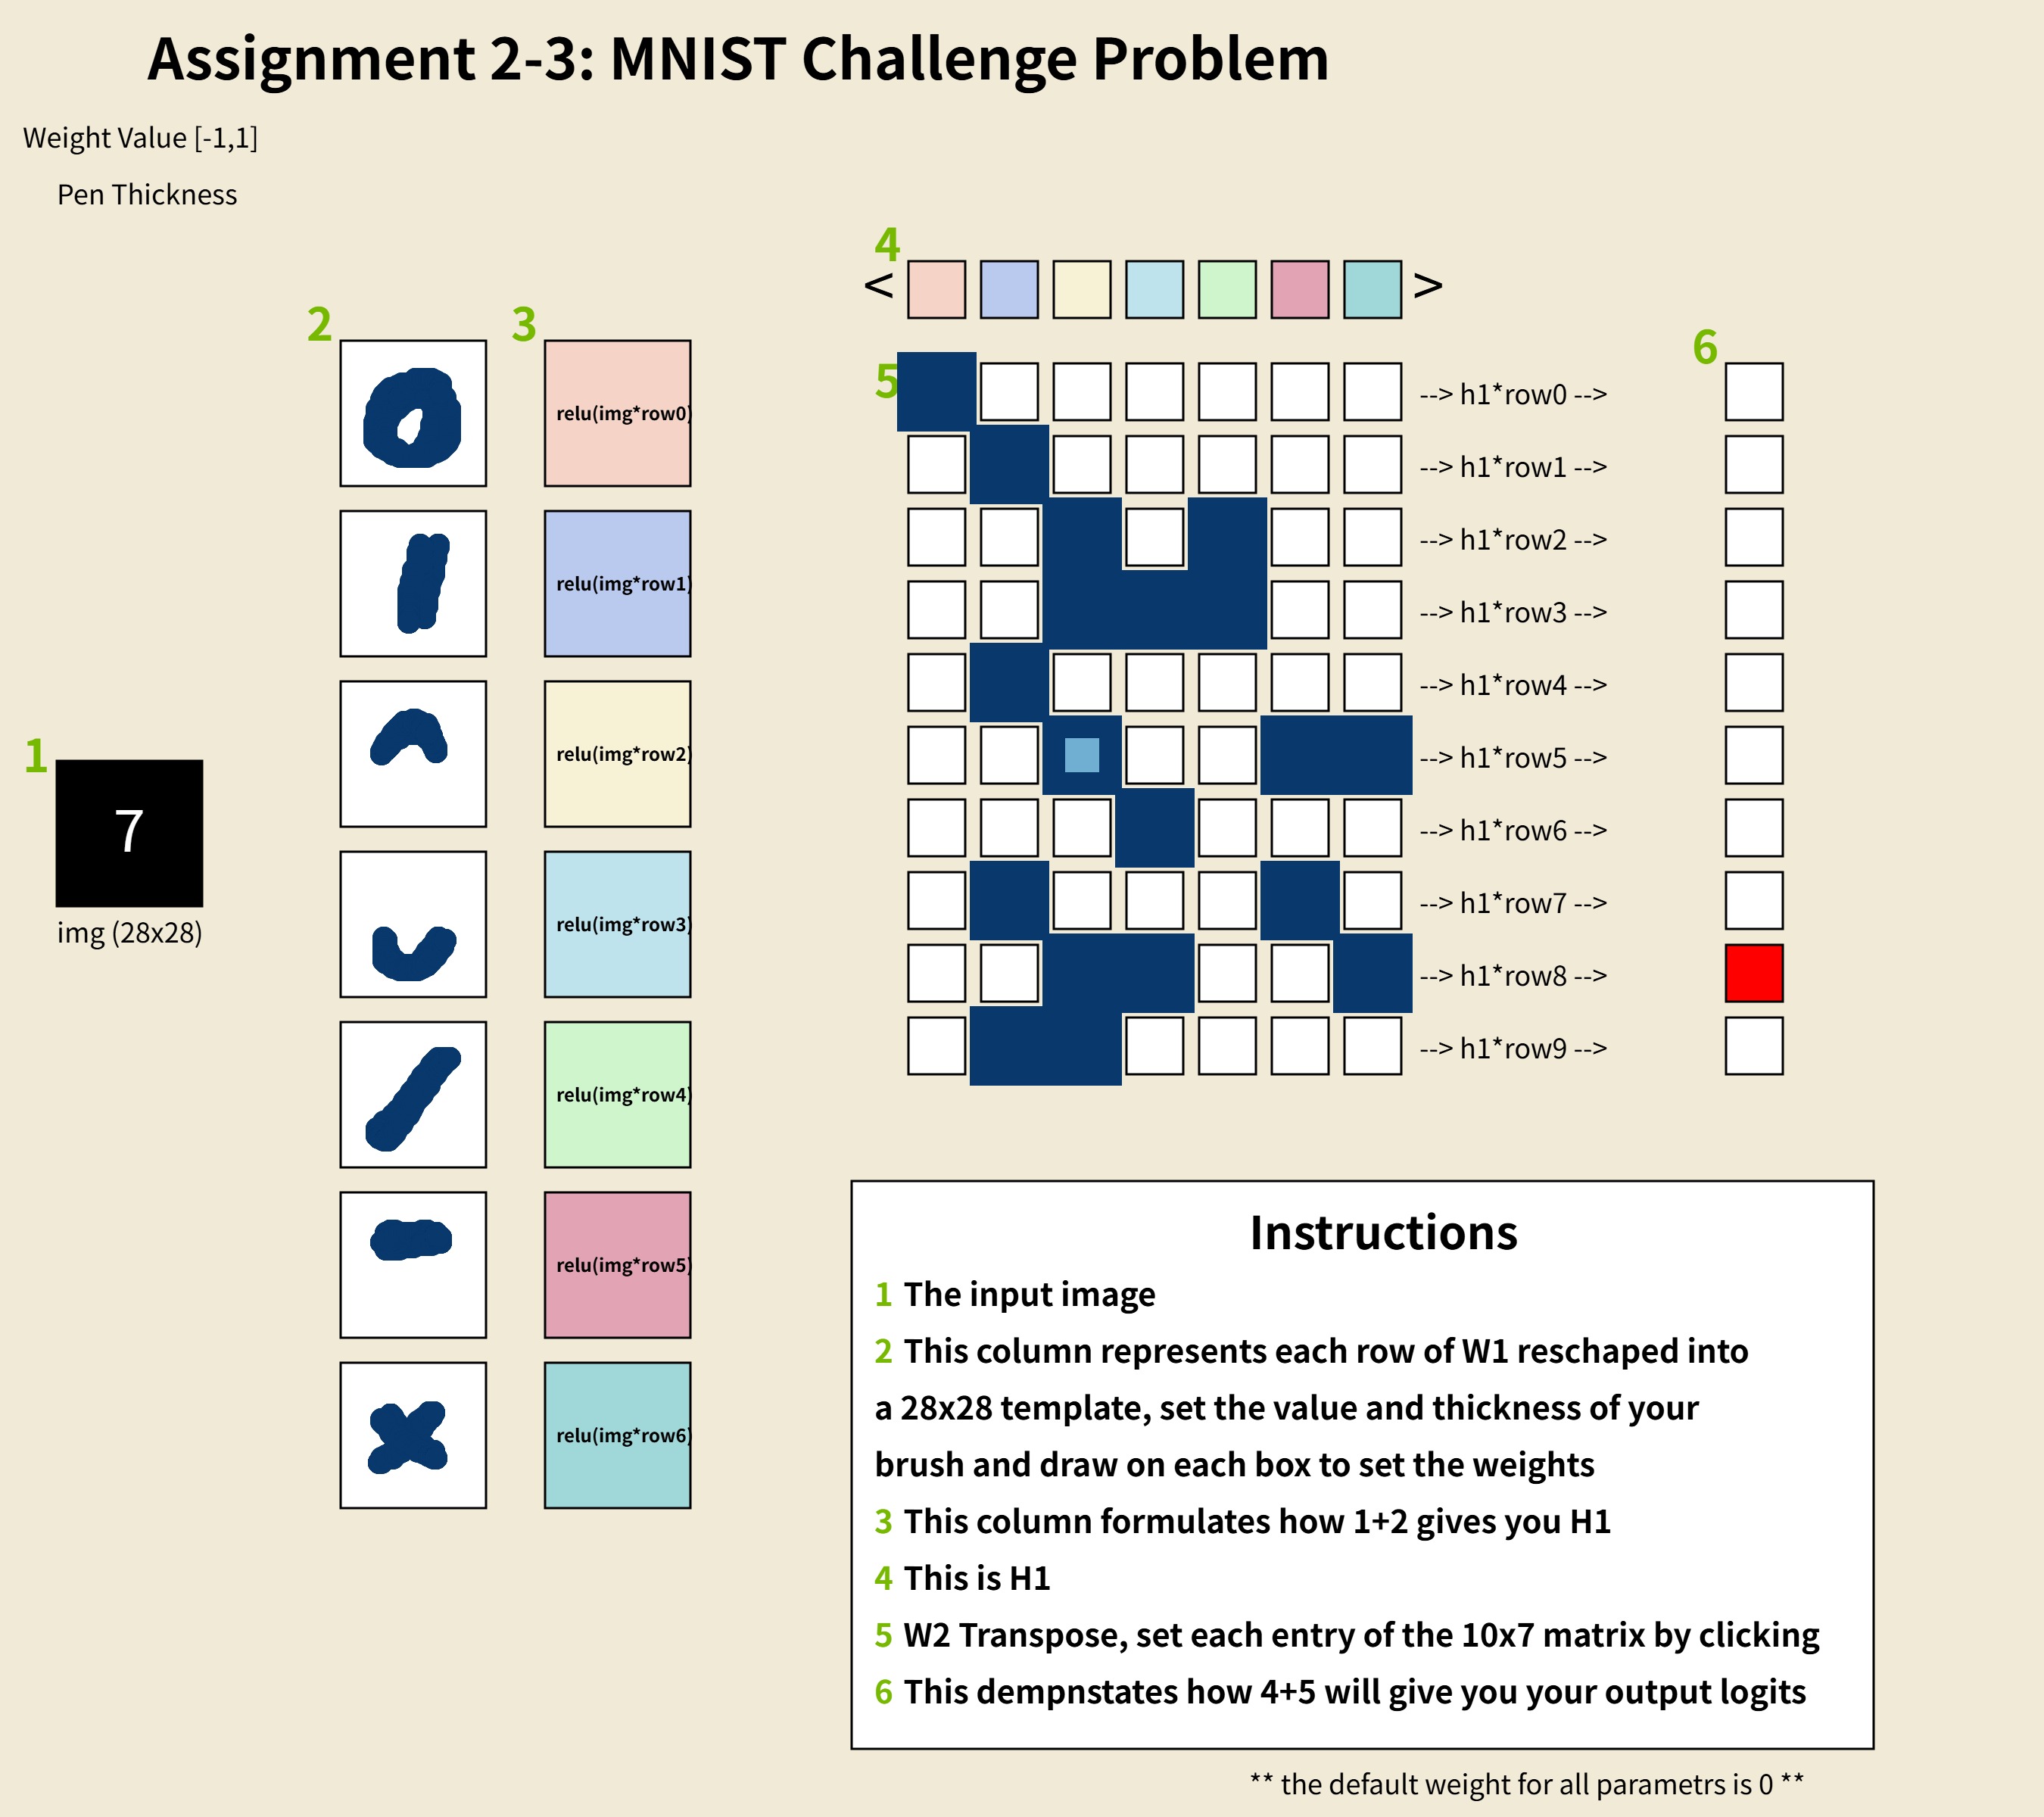 Assignment 2-3: MNIST Challenge Problem
Weight Value [-1,1]
Pen Thickness
4
< >
2
3
6
relu(img*row0)
5
--> h1*row0 -->
--> h1*row1 -->
relu(img*row1)
--> h1*row2 -->
--> h1*row3 -->
--> h1*row4 -->
relu(img*row2)
1
--> h1*row5 -->
7
--> h1*row6 -->
--> h1*row7 -->
img (28x28)
relu(img*row3)
--> h1*row8 -->
--> h1*row9 -->
relu(img*row4)
relu(img*row5)
relu(img*row6)
Instructions
1 The input image
2 This column represents each row of W1 reschaped into
a 28x28 template, set the value and thickness of your
brush and draw on each box to set the weights
3 This column formulates how 1+2 gives you H1
4 This is H1
5 W2 Transpose, set each entry of the 10x7 matrix by clicking
6 This dempnstates how 4+5 will give you your output logits
** the default weight for all parametrs is 0 **